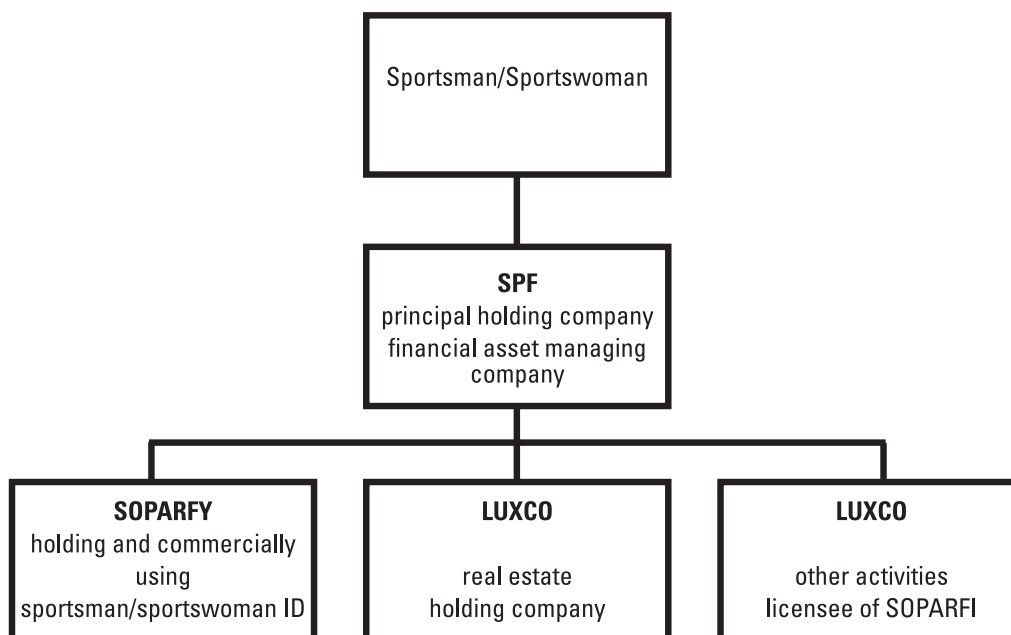 Sportsman/Sportswoman
SPF
principal holding company
financial asset managing
company
SOPARFY
holding and commercially
using
sportsman/sportswoman ID
LUXCO
real estate
holding company
LUXCO
other activities
licensee of SOPARFI